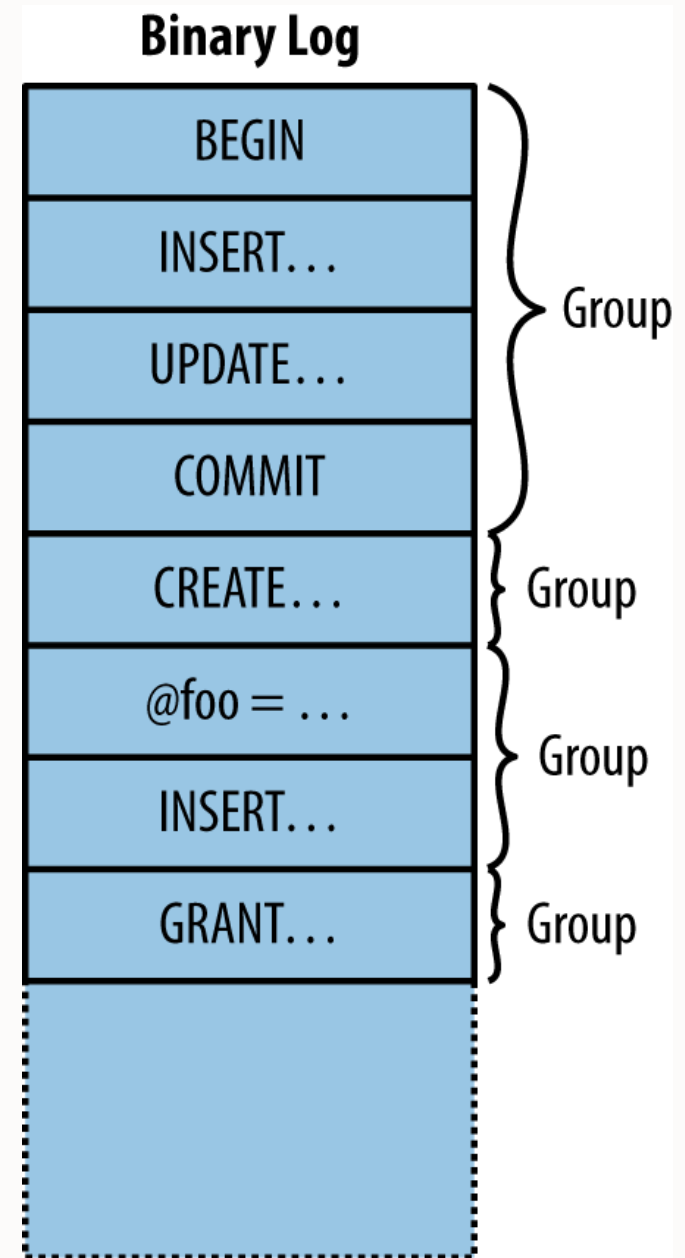 Binary Log
BEGIN
INSERT...
UPDATE...
Group
COMMIT
CREATE...
Group
@foo = ...
Group
INSERT...
GRANT...
Group